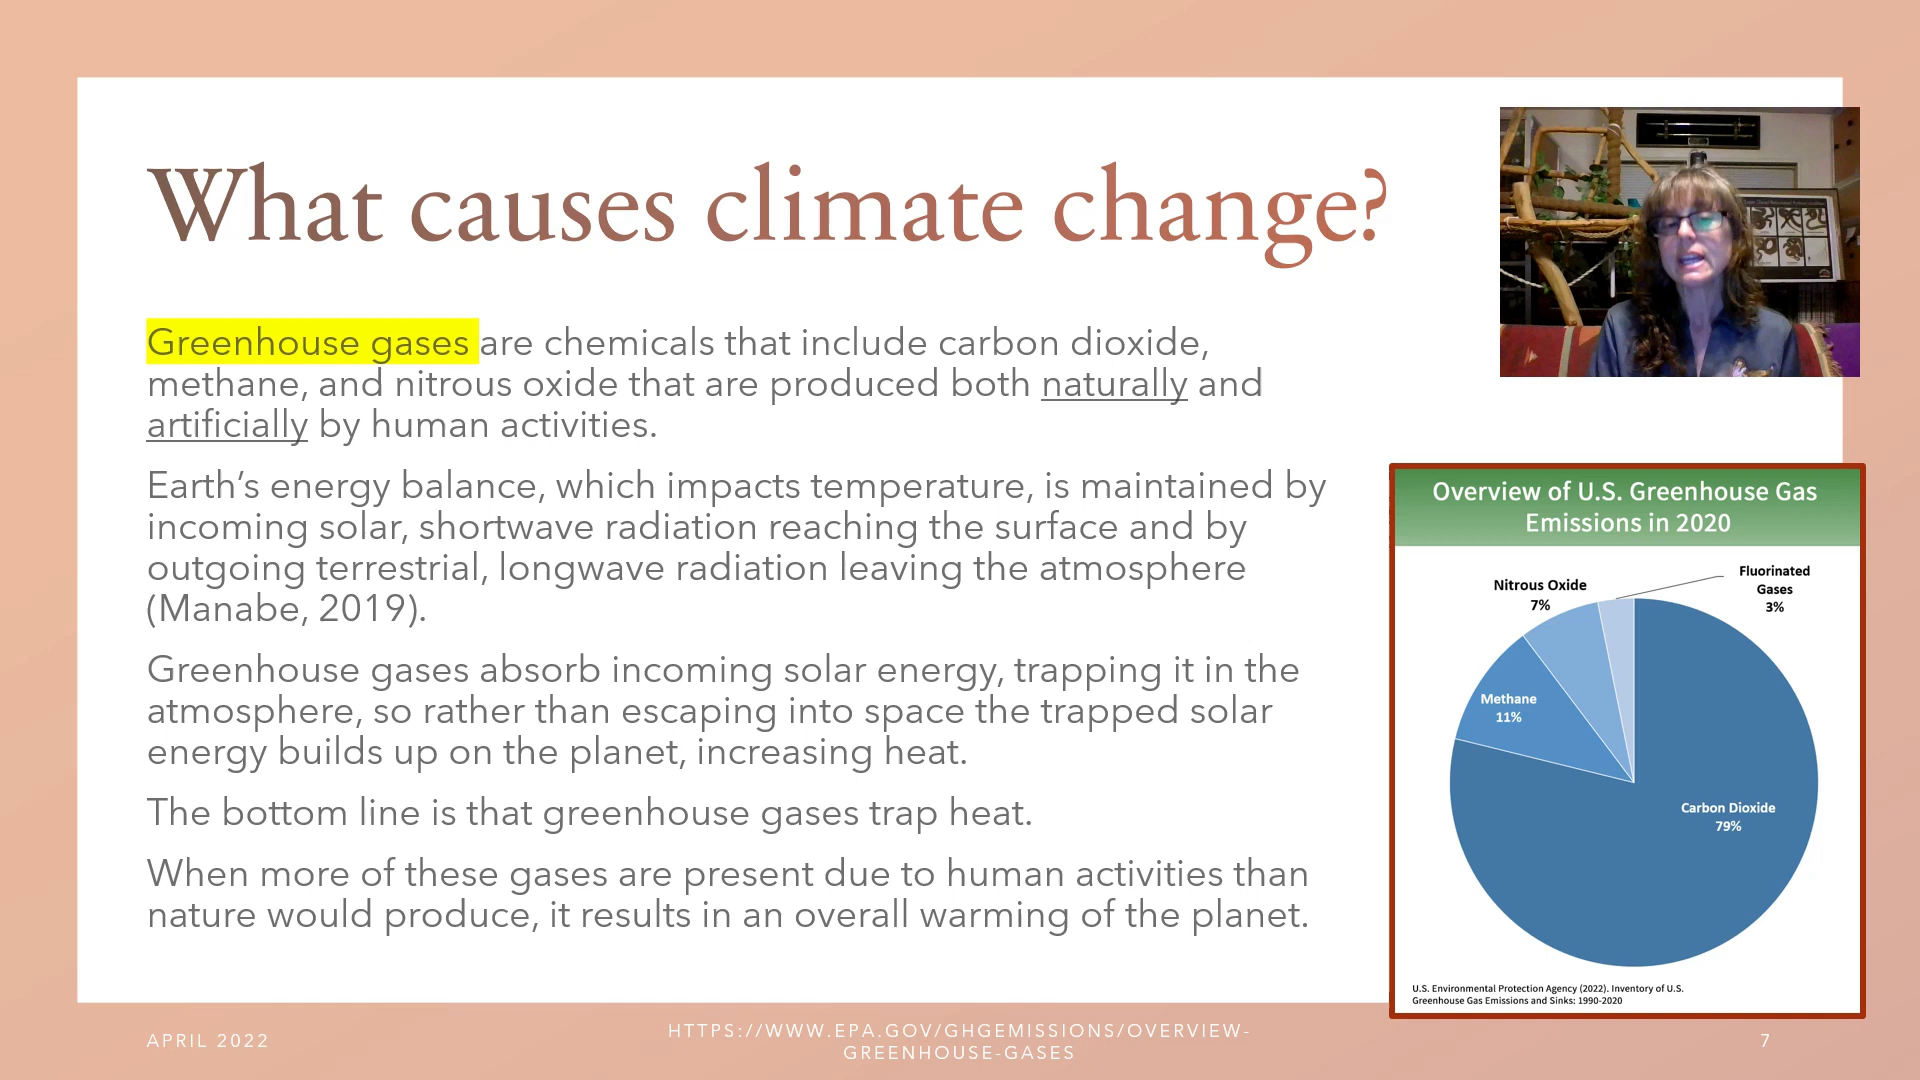 What causes climate change?
Greenhouse gases are chemicals that include carbon dioxide,
methane, and nitrous oxide that are produced both naturally and
artificially by human activities.
Earth’s energy balance, which impacts temperature, is maintained by
incoming solar, shortwave radiation reaching the surface and by
outgoing terrestrial, longwave radiation leaving the atmosphere
(Manabe, 2019).
Greenhouse gases absorb incoming solar energy, trapping it in the
atmosphere, so rather than escaping into space the trapped solar
energy builds up on the planet, increasing heat.
The bottom line is that greenhouse gases trap heat.
When more of these gases are present due to human activities than
nature would produce, it results in an overall warming of the planet.
Overview of U.S. Greenhouse Gas
Emissions in 2020
Fluorinated
Gases
3%
Nitrous Oxide
7%
Methane
11%
Carbon Dioxide
79%
U.S. Environmental Protection Agency (2022). Inventory of U.S.
Greenhouse Gas Emissions and Sinks: 1990-2020
APRIL 2022
HTTPS://WWW.EPA.GOV/GHGEMISSIONS/OVERVIEW-
GREENHOUSE-GASES
7